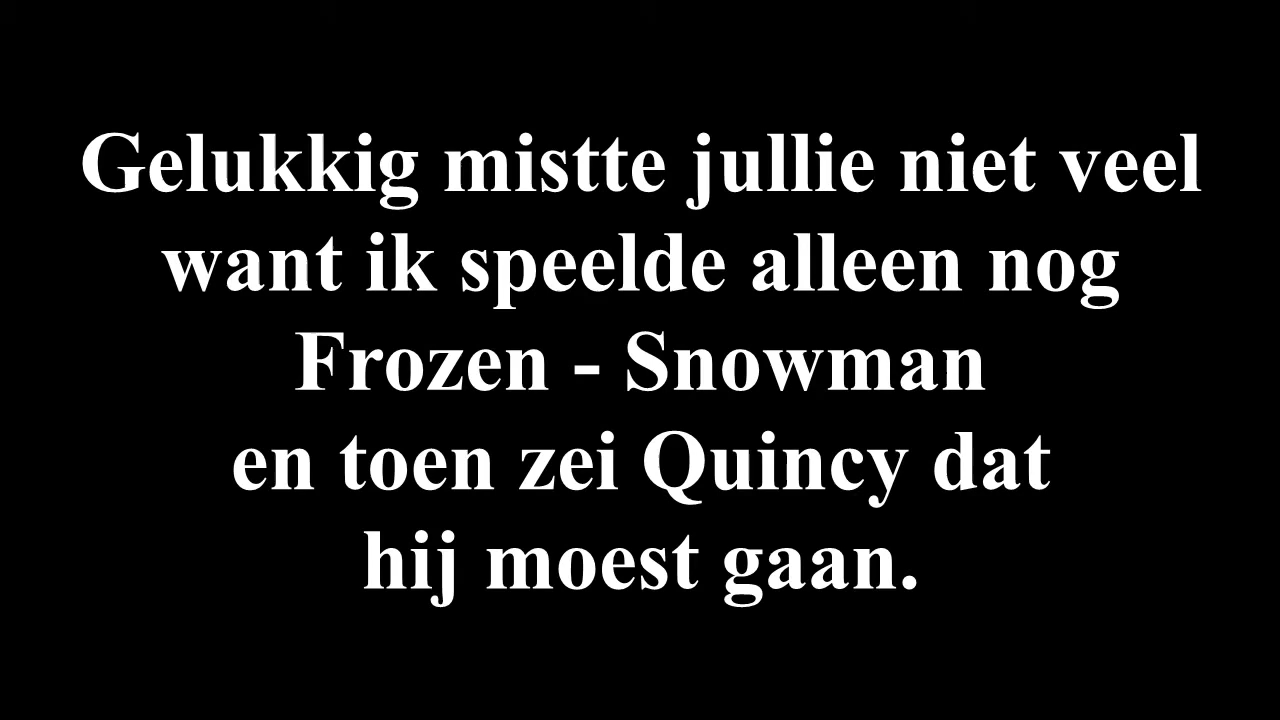 Gelukkig mistte jullie niet veel
want ik speelde alleen nog
Frozen - Snowman
en toen zei Quincy dat
hij moest gaan.